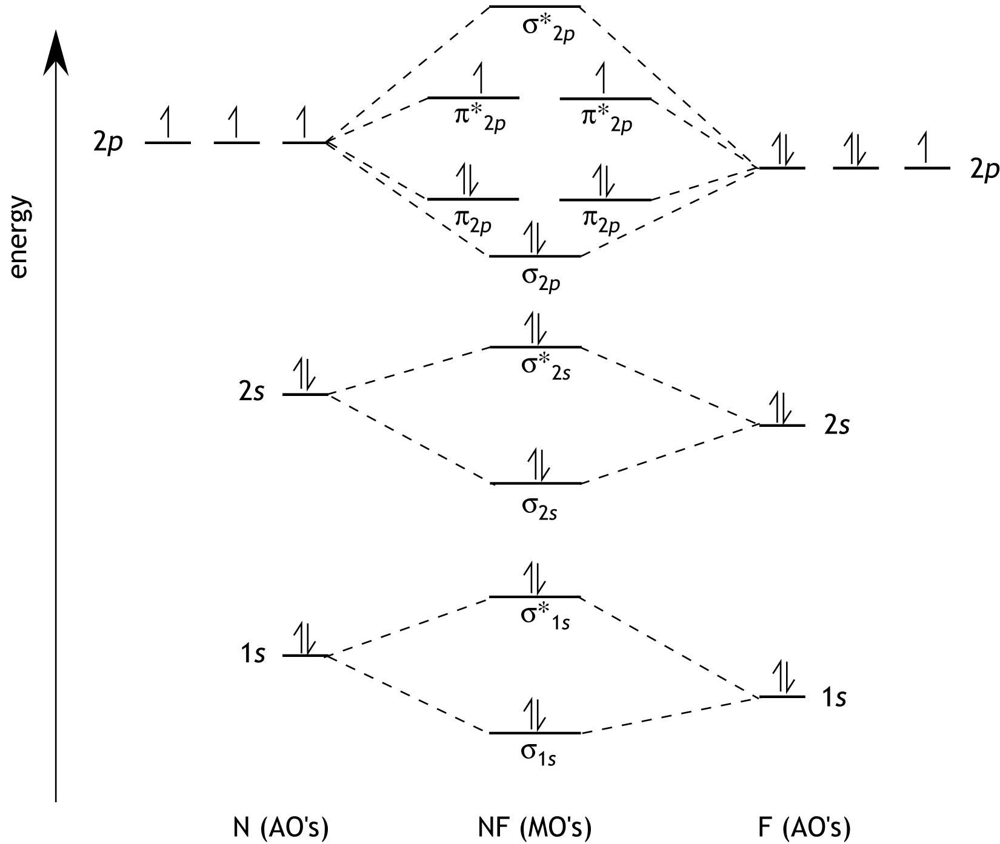 σ*2p
π*2p π*2p
2p
2p
π2p π2p
energy
σ2p
σ*2s
2s
2s
σ2s
σ*1s
1s
1s
σ1s
N (AO's) NF (MO's) F (AO's)